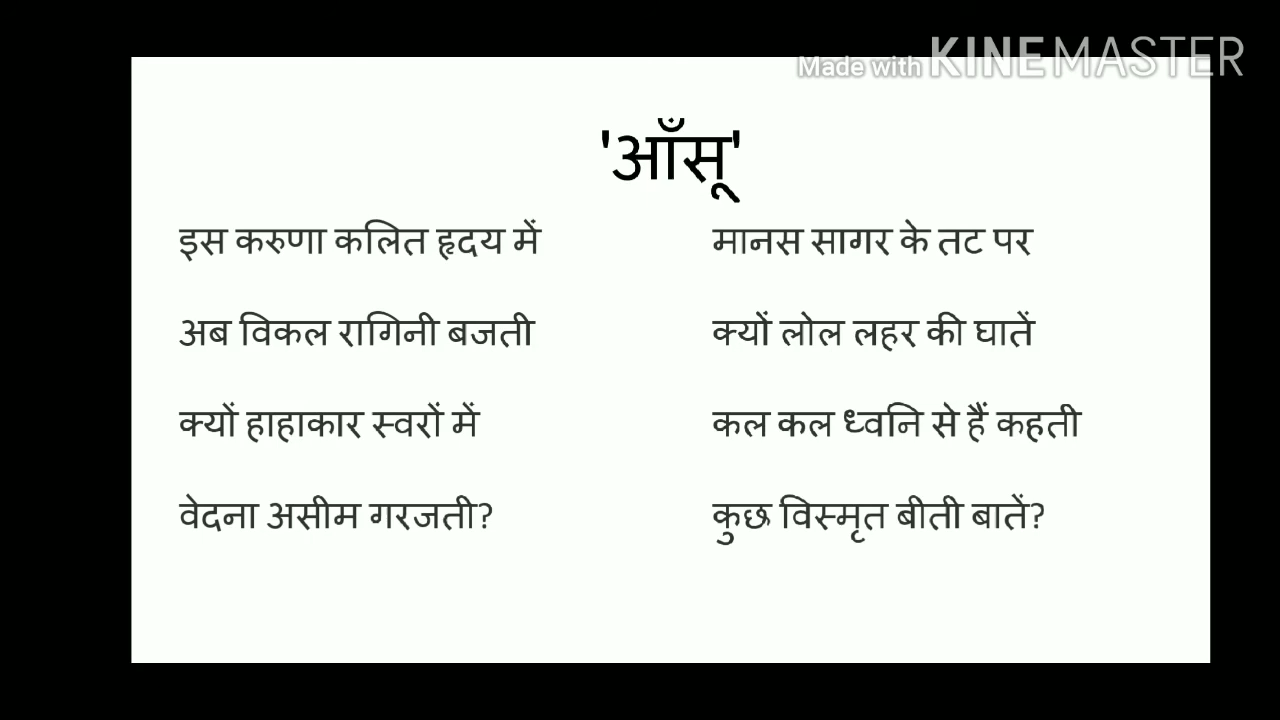 Made with KINEMASTER
'आँसू'
इस करुणा कलित हृदय में
अब विकल रागिनी बजती
क्यों हाहाकार स्वरों में
वेदना असीम गरजती?
मानस सागर के तट पर
क्यों लोल लहर की घातें
कल कल ध्वनि से हैं कहती
कुछ विस्मृत बीती बातें?